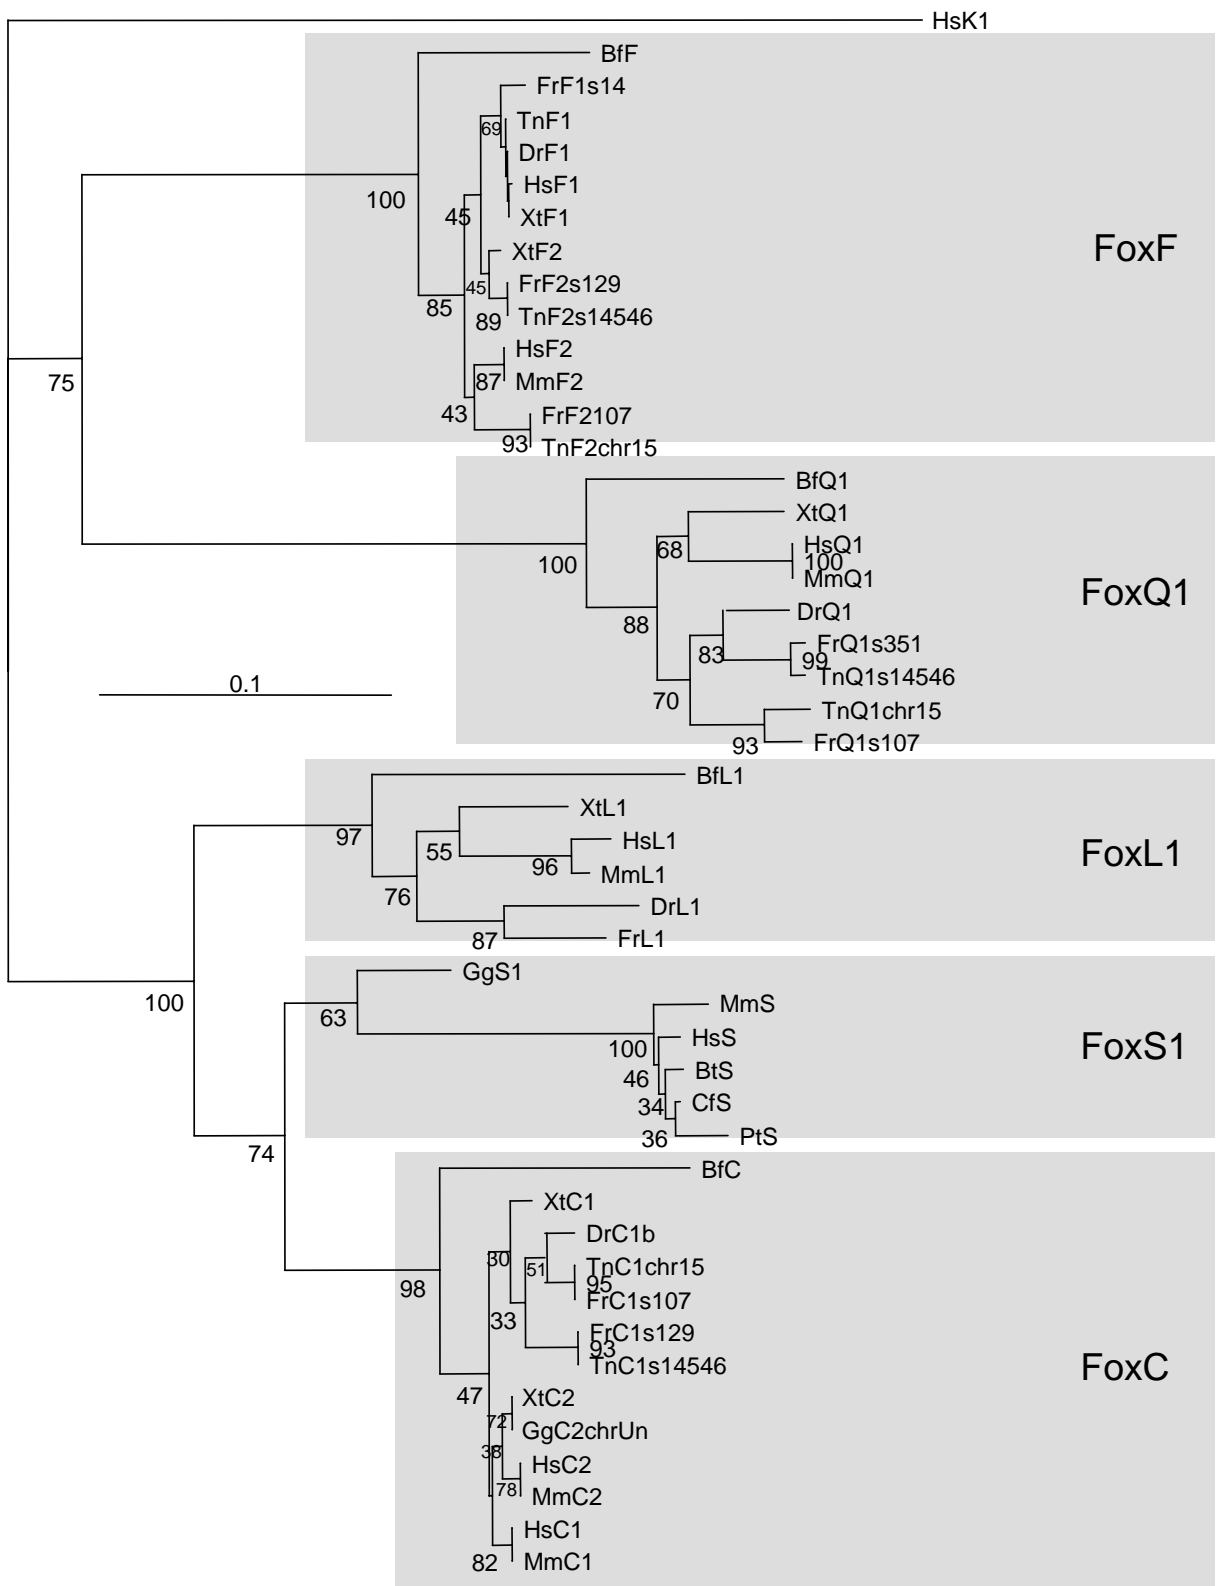 HsK1
BfF
FrF1s14
TnF1
69
DrF1
HsF1
100
45
XtF1
XtF2
FoxF
45
FrF2s129
85
89
TnF2s14546
HsF2
75
87
MmF2
43
FrF2107
93
TnF2chr15
BfQ1
XtQ1
HsQ1
68
100
100
MmQ1
FoxQ1
DrQ1
88
FrQ1s351
83
99
TnQ1s14546
0.1
70
TnQ1chr15
93
FrQ1s107
BfL1
XtL1
97
HsL1
55
FoxL1
96
MmL1
76
DrL1
87
FrL1
GgS1
100
MmS
63
HsS
100
FoxS1
BtS
46
CfS
34
36
PtS
74
BfC
XtC1
DrC1b
30
51
TnC1chr15
98
95
FrC1s107
33
FrC1s129
93
TnC1s14546
FoxC
47
XtC2
72
GgC2chrUn
38
HsC2
78
MmC2
HsC1
82
MmC1